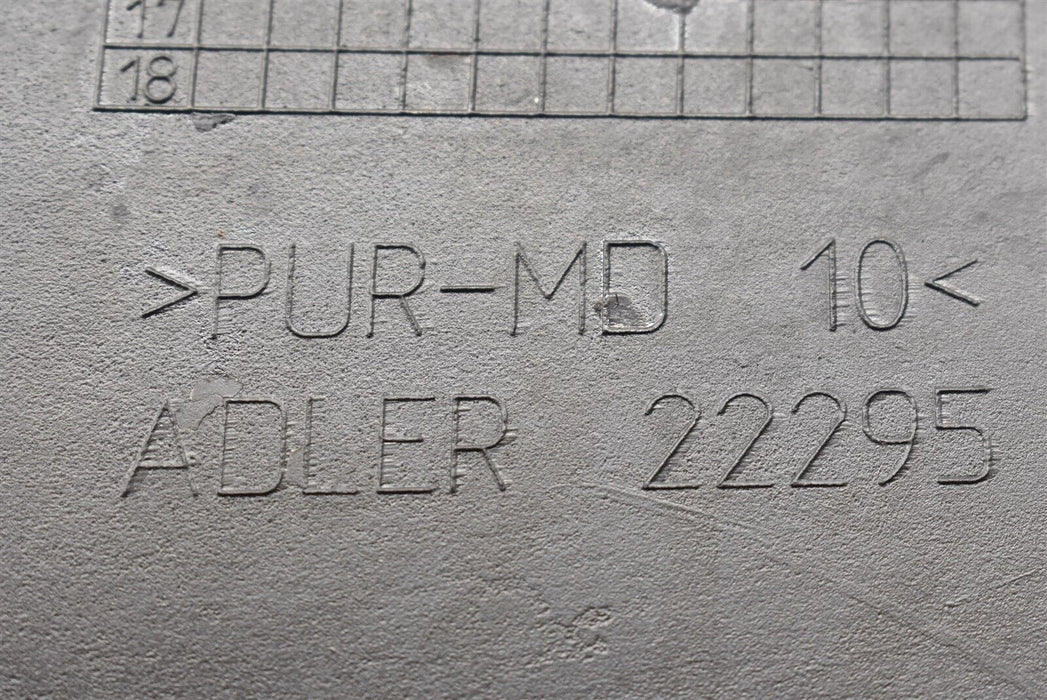 17
18
>PUR-MD 10<
ADLER 22295